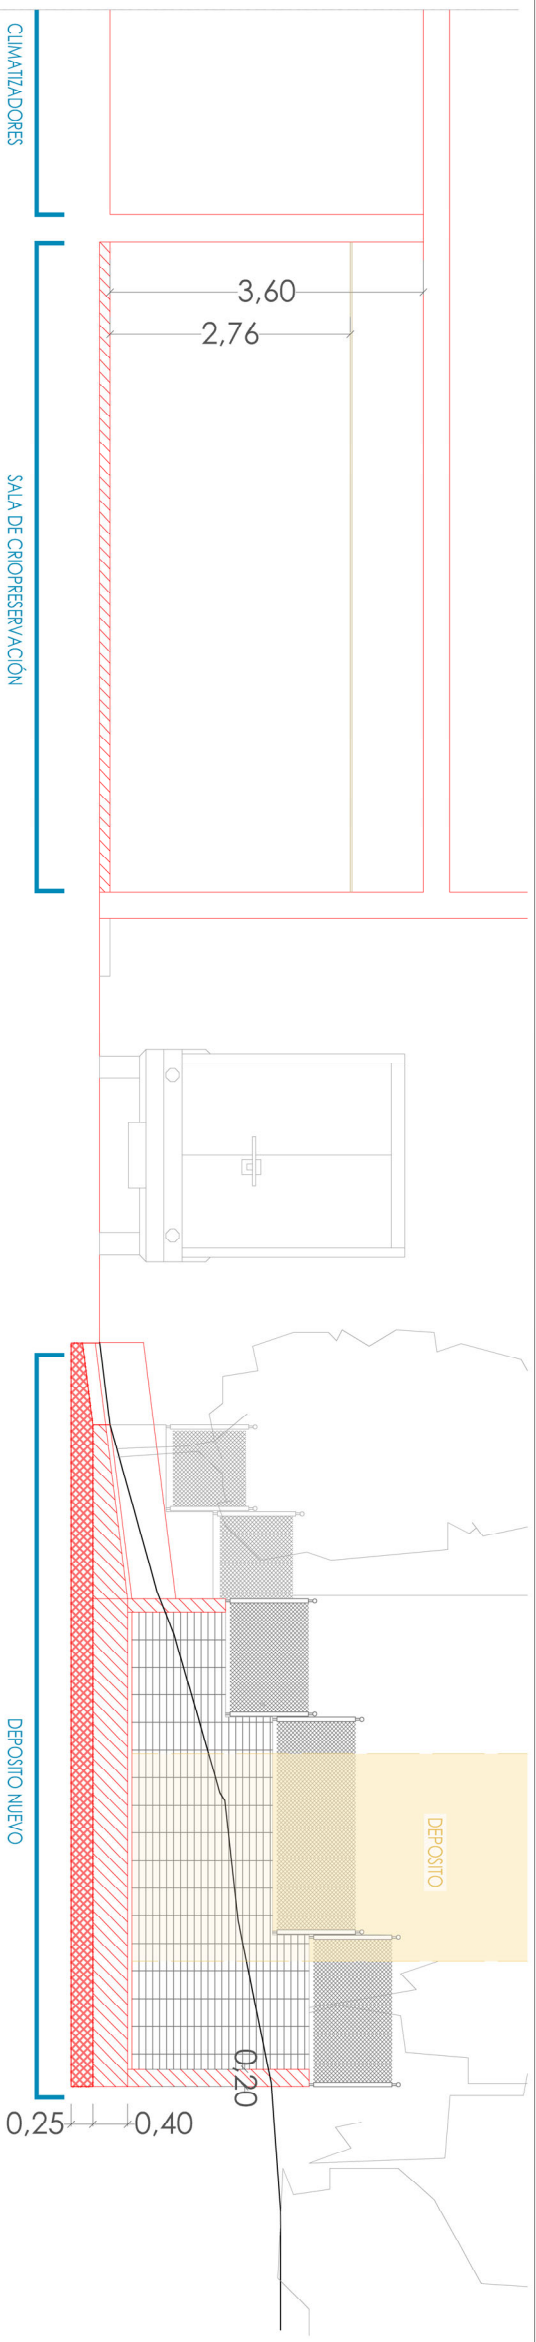 CLIMATIZADORES
3,60
2,76
SALA DE CRIOPRESERVACIÓN
DEPOSITO NUEVO
DEPOSITO
0,20
0,25
0,40